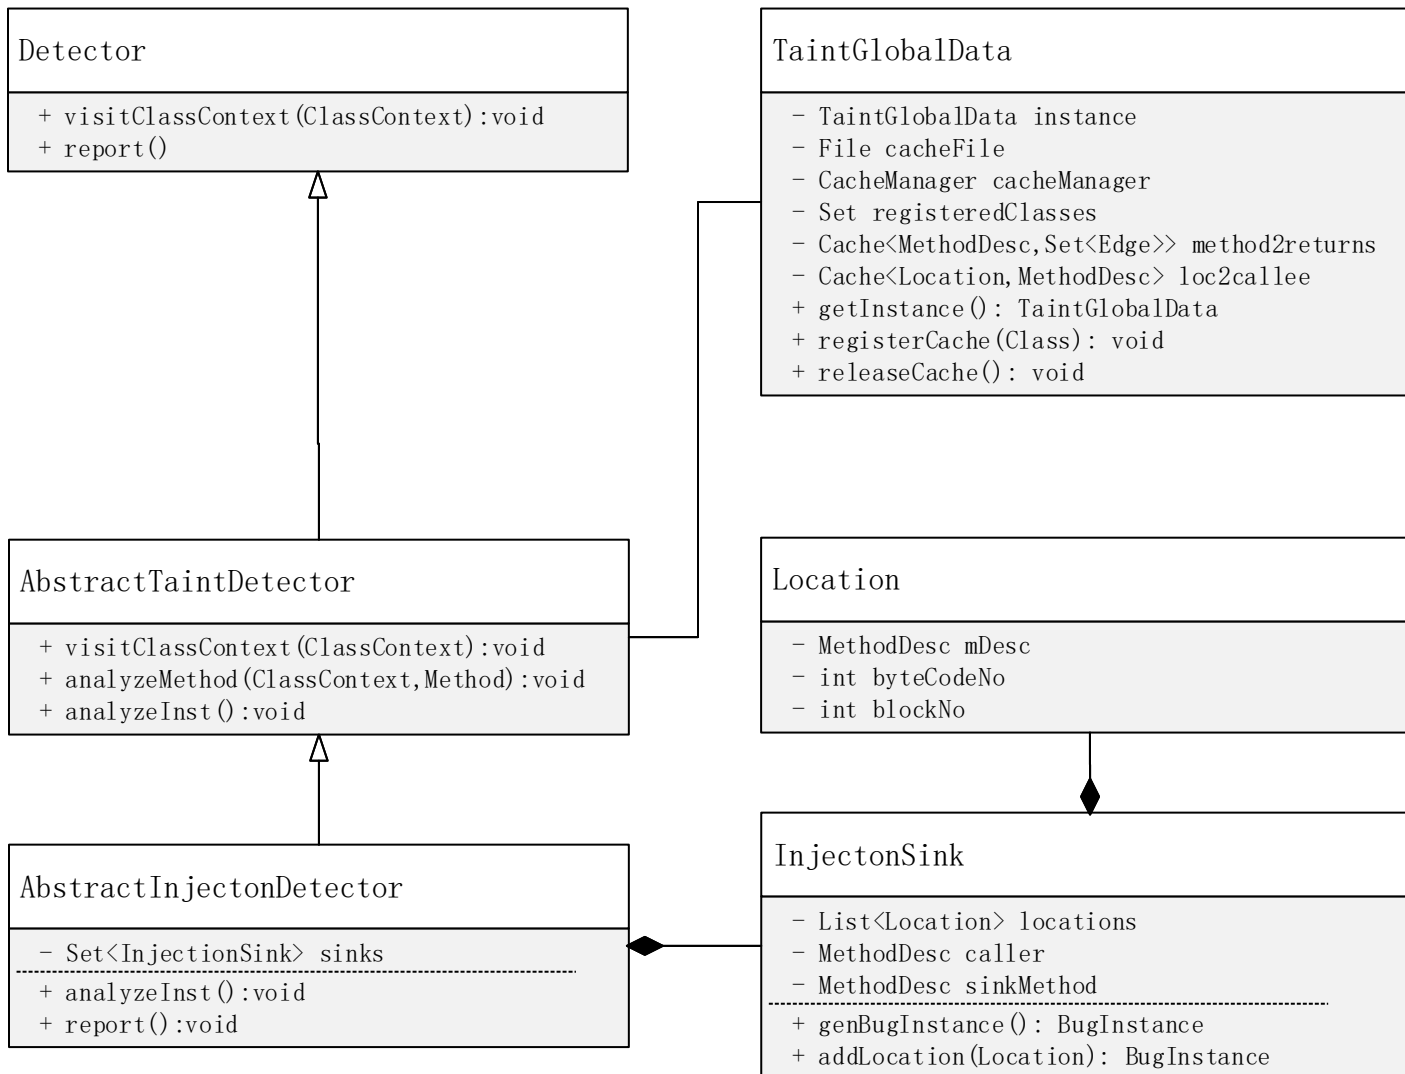 Detector
+ visitClassContext(ClassContext):void
+ report()
TaintGlobalData
- TaintGlobalData instance
- File cacheFile
- CacheManager cacheManager
- Set registeredClasses
- Cache<MethodDesc,Set<Edge>> method2returns
- Cache<Location,MethodDesc> loc2callee
+ getInstance(): TaintGlobalData
+ registerCache(Class): void
+ releaseCache(): void
AbstractTaintDetector
+ visitClassContext(ClassContext):void
+ analyzeMethod(ClassContext,Method):void
+ analyzeInst():void
Location
- MethodDesc mDesc
- int byteCodeNo
- int blockNo
AbstractInjectonDetector
- Set<InjectionSink> sinks
+ analyzeInst():void
+ report():void
InjectonSink
- List<Location> locations
- MethodDesc caller
- MethodDesc sinkMethod
+ genBugInstance(): BugInstance
+ addLocation(Location): BugInstance